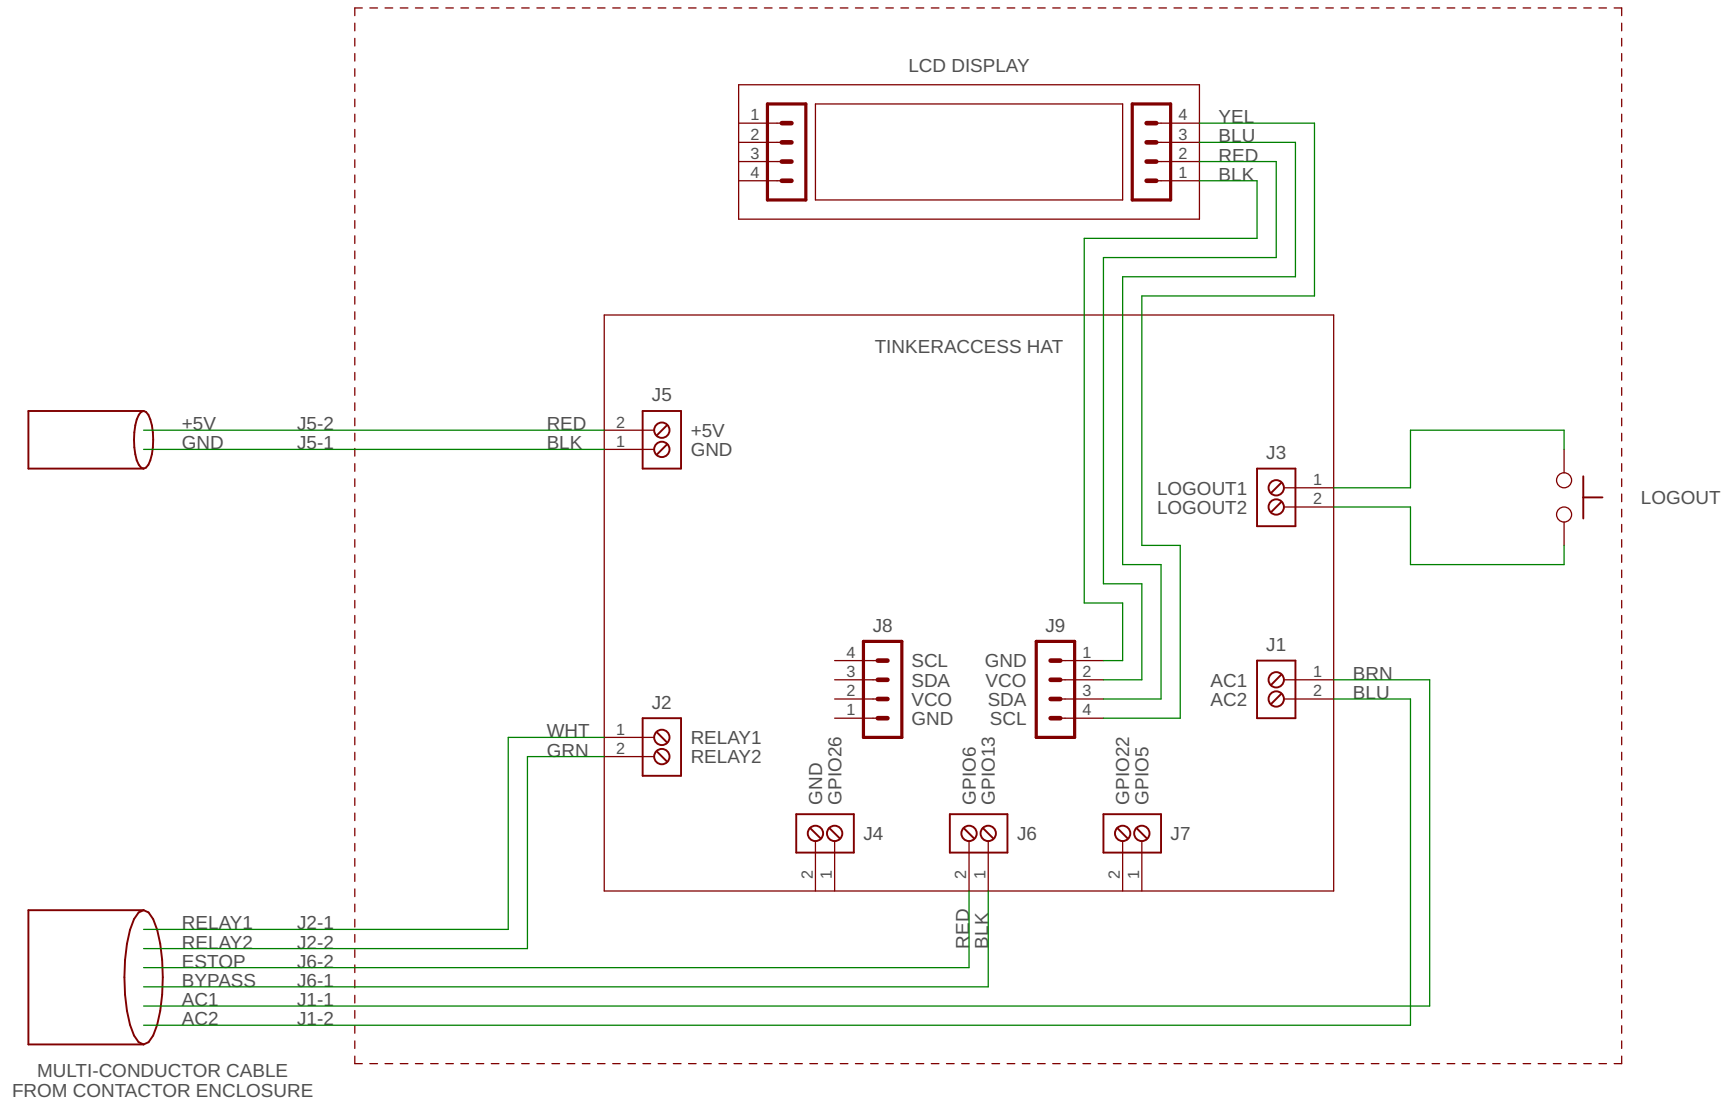 LCD DISPLAY
1
2
3
4
4 YEL
3 BLU
2 RED
1 BLK
TINKERACCESS HAT
J5
+5V J5-2 RED 2 +5V
GND J5-1 BLK 1 GND
J3
LOGOUT1 1
LOGOUT2 2
LOGOUT
J8
4 SCL
3 SDA
2 VCO
1 GND
J9
GND 1
VCO 2
SDA 3
SCL 4
J1
AC1 1 BRN
AC2 2 BLU
J2
WHT 1 RELAY1
GRN 2 RELAY2
GND
GPIO26
J4
2
1
GPIO6
GPIO13
J6
2
1
RED
BLK
GPIO22
GPIO5
J7
2
1
RELAY1 J2-1
RELAY2 J2-2
ESTOP J6-2
BYPASS J6-1
AC1 J1-1
AC2 J1-2
MULTI-CONDUCTOR CABLE
FROM CONTACTOR ENCLOSURE